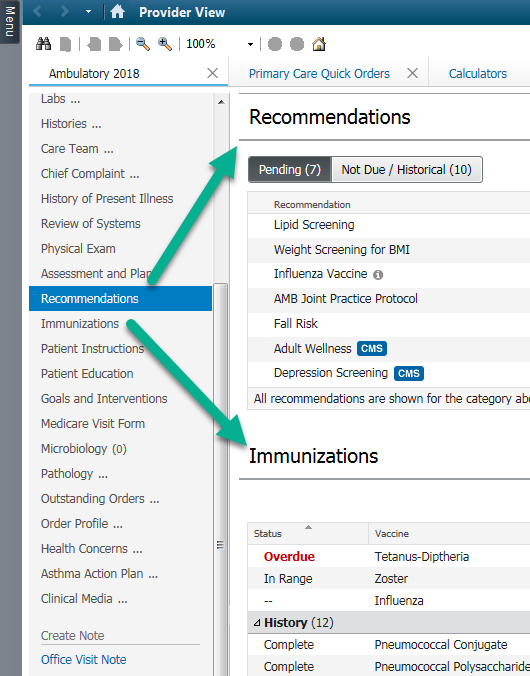 Menu
Provider View
100%
Ambulatory 2018
Primary Care Quick Orders
Calculators
Labs ...
Histories ...
Care Team ...
Chief Complaint ...
History of Present Illness
Review of Systems
Physical Exam
Assessment and Plan
Recommendations
Immunizations
Patient Instructions
Patient Education
Goals and Interventions
Medicare Visit Form
Microbiology (0)
Pathology ...
Outstanding Orders ...
Order Profile ...
Health Concerns ...
Asthma Action Plan ...
Clinical Media ...
Create Note
Office Visit Note
Recommendations
Pending (7)
Not Due / Historical (10)
Recommendation
Lipid Screening
Weight Screening for BMI
Influenza Vaccine
AMB Joint Practice Protocol
Fall Risk
Adult Wellness CMS
Depression Screening CMS
All recommendations are shown for the category abo
Immunizations
Status Vaccine
Overdue Tetanus-Diptheria
In Range Zoster
-- Influenza
History (12)
Complete Pneumococcal Conjugate
Complete Pneumococcal Polysaccharide